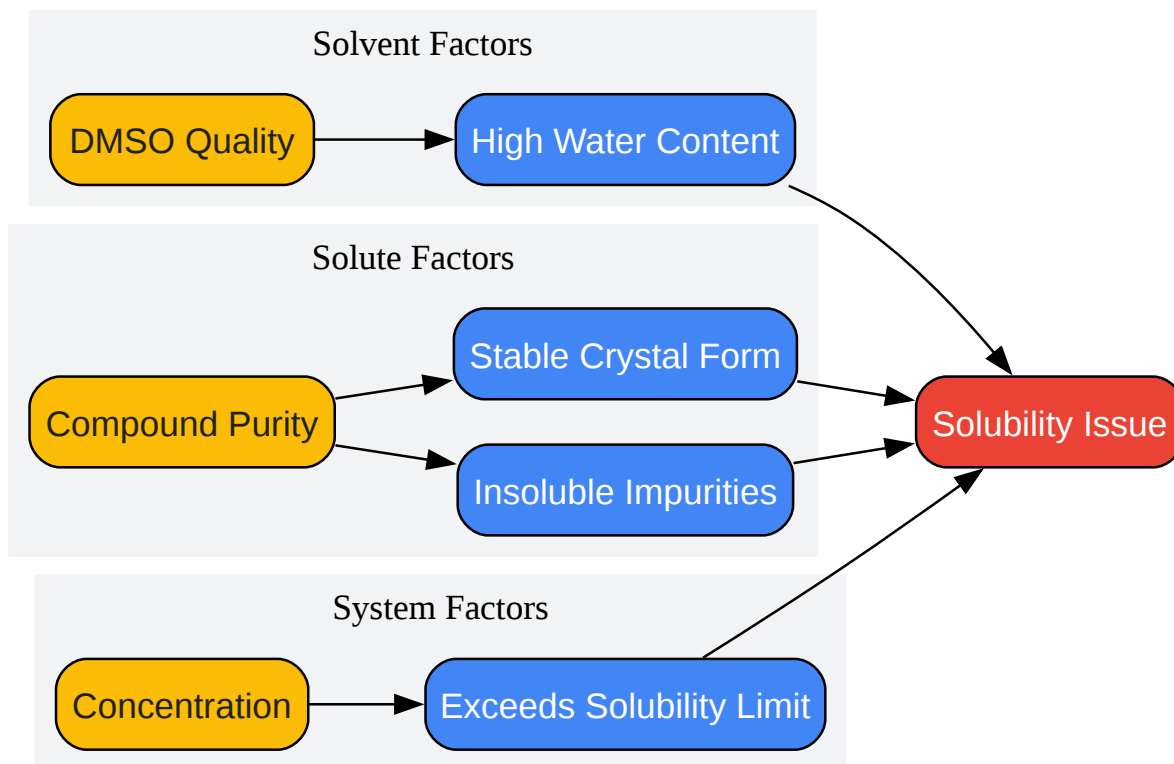 Solvent Factors
DMSO Quality
High Water Content
Solute Factors
Stable Crystal Form
Compound Purity
Solubility Issue
Insoluble Impurities
System Factors
Concentration
Exceeds Solubility Limit